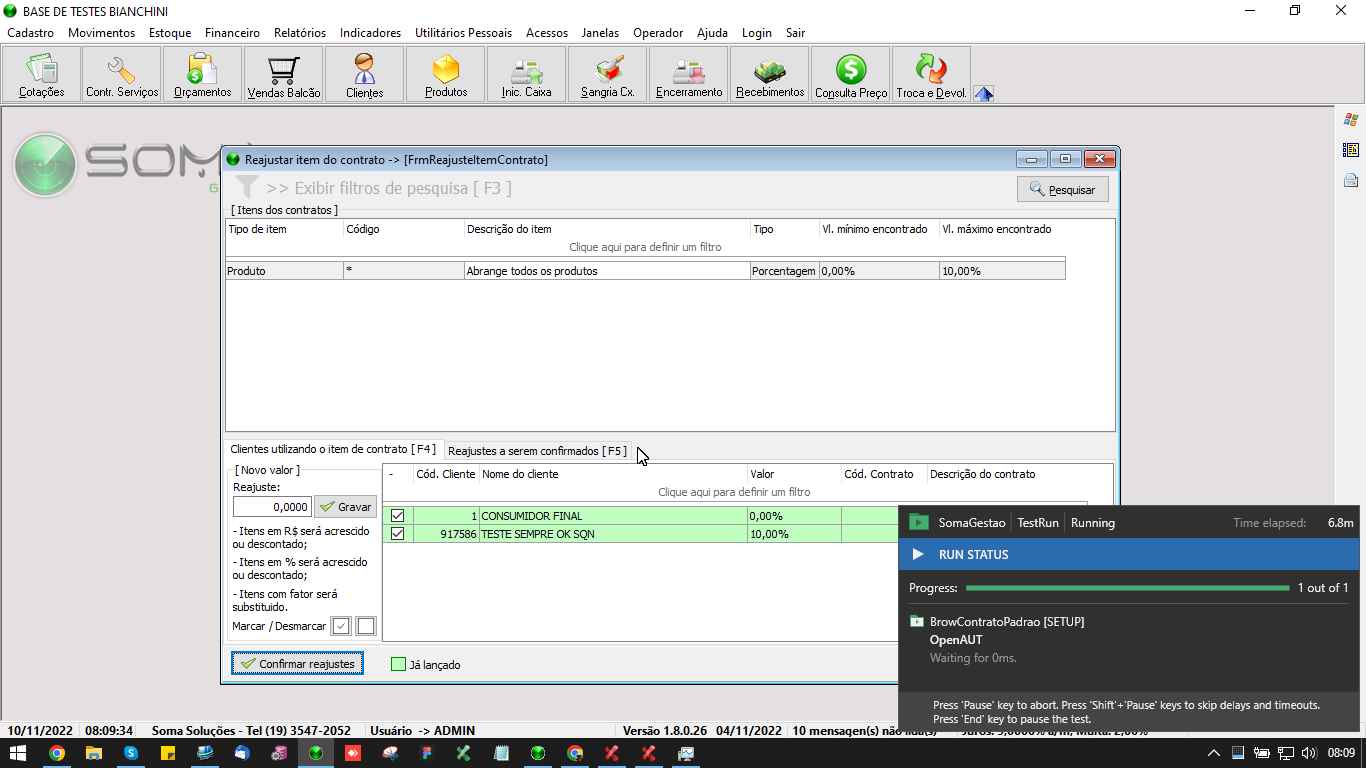 BASE DE TESTES BIANCHINI
Cadastro Movimentos Estoque Financeiro Relatórios Indicadores Utilitários Pessoais Acessos Janelas Operador Ajuda Login Sair
Cotações Contr. Serviços Orçamentos Vendas Balcão Clientes Produtos Inic. Caixa Sangria Cx. Encerramento Recebimentos Consulta Preço Troca e Devol.
SOM
G
Reajustar item do contrato -> [FrmReajusteItemContrato]
>> Exibir filtros de pesquisa [ F3 ]
Pesquisar
[ Itens dos contratos ]
Tipo de item Código Descrição do item Tipo Vl. mínimo encontrado Vl. máximo encontrado
Clique aqui para definir um filtro
Produto * Abrange todos os produtos Porcentagem 0,00% 10,00%
Clientes utilizando o item de contrato [ F4 ] Reajustes a serem confirmados [ F5 ]
[ Novo valor ]
Reajuste:
0,0000 Gravar
- Itens em R$ será acrescido
ou descontado;
- Itens em % será acrescido
ou descontado;
- Itens com fator será
substituido.
Marcar / Desmarcar
- Cód. Cliente Nome do cliente Valor Cód. Contrato Descrição do contrato
Clique aqui para definir um filtro
1 CONSUMIDOR FINAL 0,00%
917586 TESTE SEMPRE OK SQN 10,00%
Confirmar reajustes Já lançado
SomaGestao TestRun Running Time elapsed: 6.8m
RUN STATUS
Progress: 1 out of 1
BrowContratoPadrao [SETUP]
OpenAUT
Waiting for 0ms.
Press 'Pause' key to abort. Press 'Shift'+'Pause' keys to skip delays and timeouts.
Press 'End' key to pause the test.
10/11/2022 08:09:34 Soma Soluções - Tel (19) 3547-2052 Usuário -> ADMIN Versão 1.8.0.26 04/11/2022 10 mensagen(s) não lida(s) Juros: 3,0000% a/m, Multa: 2,00%
08:09